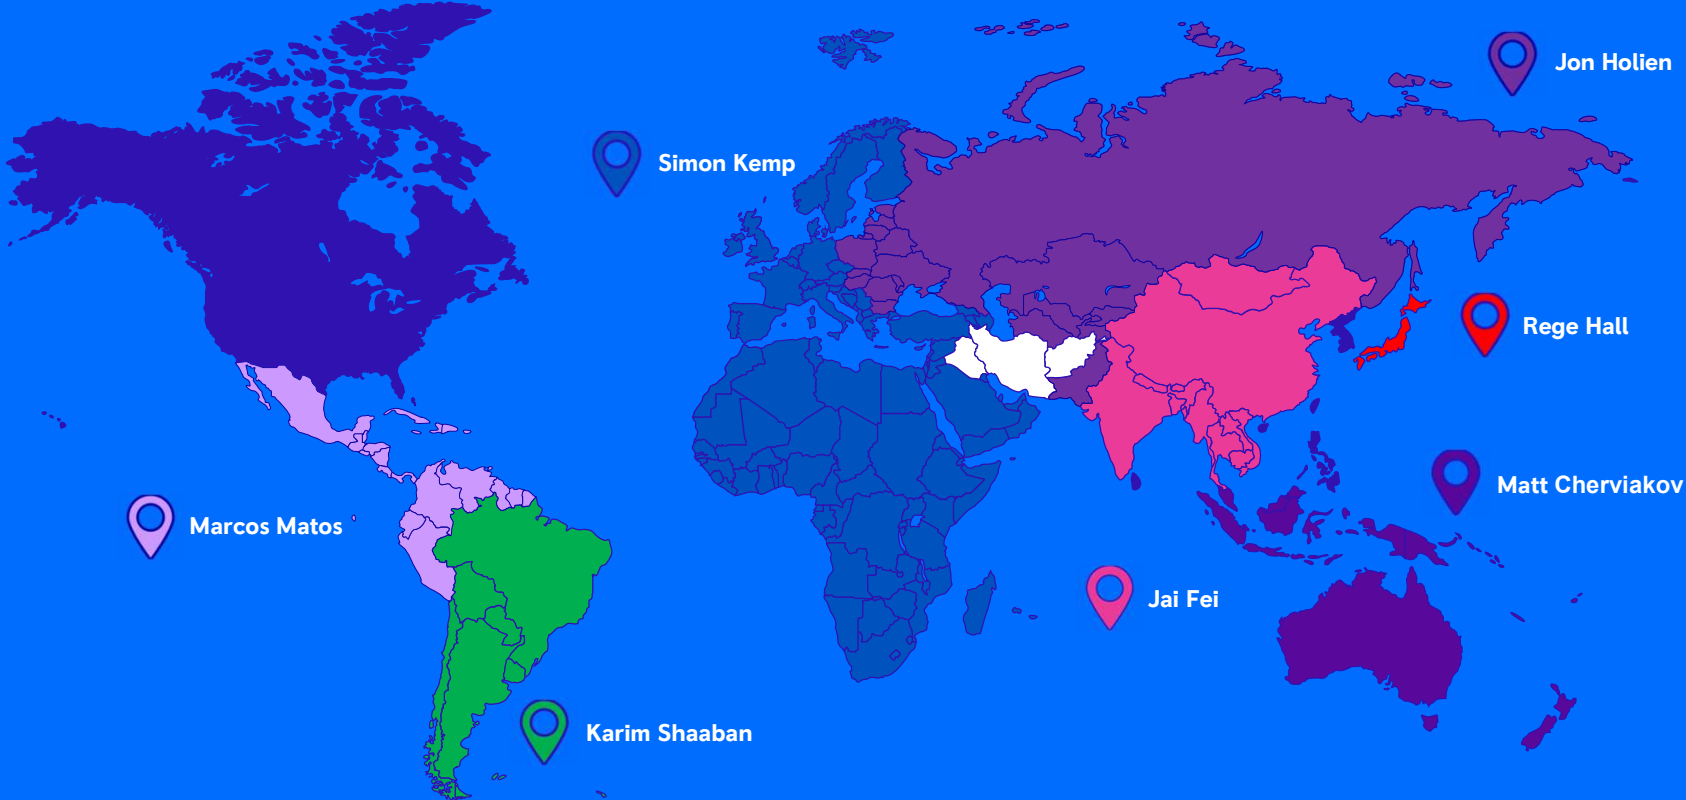 Jon Holien
Simon Kemp
Rege Hall
Matt Cherviakov
Marcos Matos
Jai Fei
Karim Shaaban